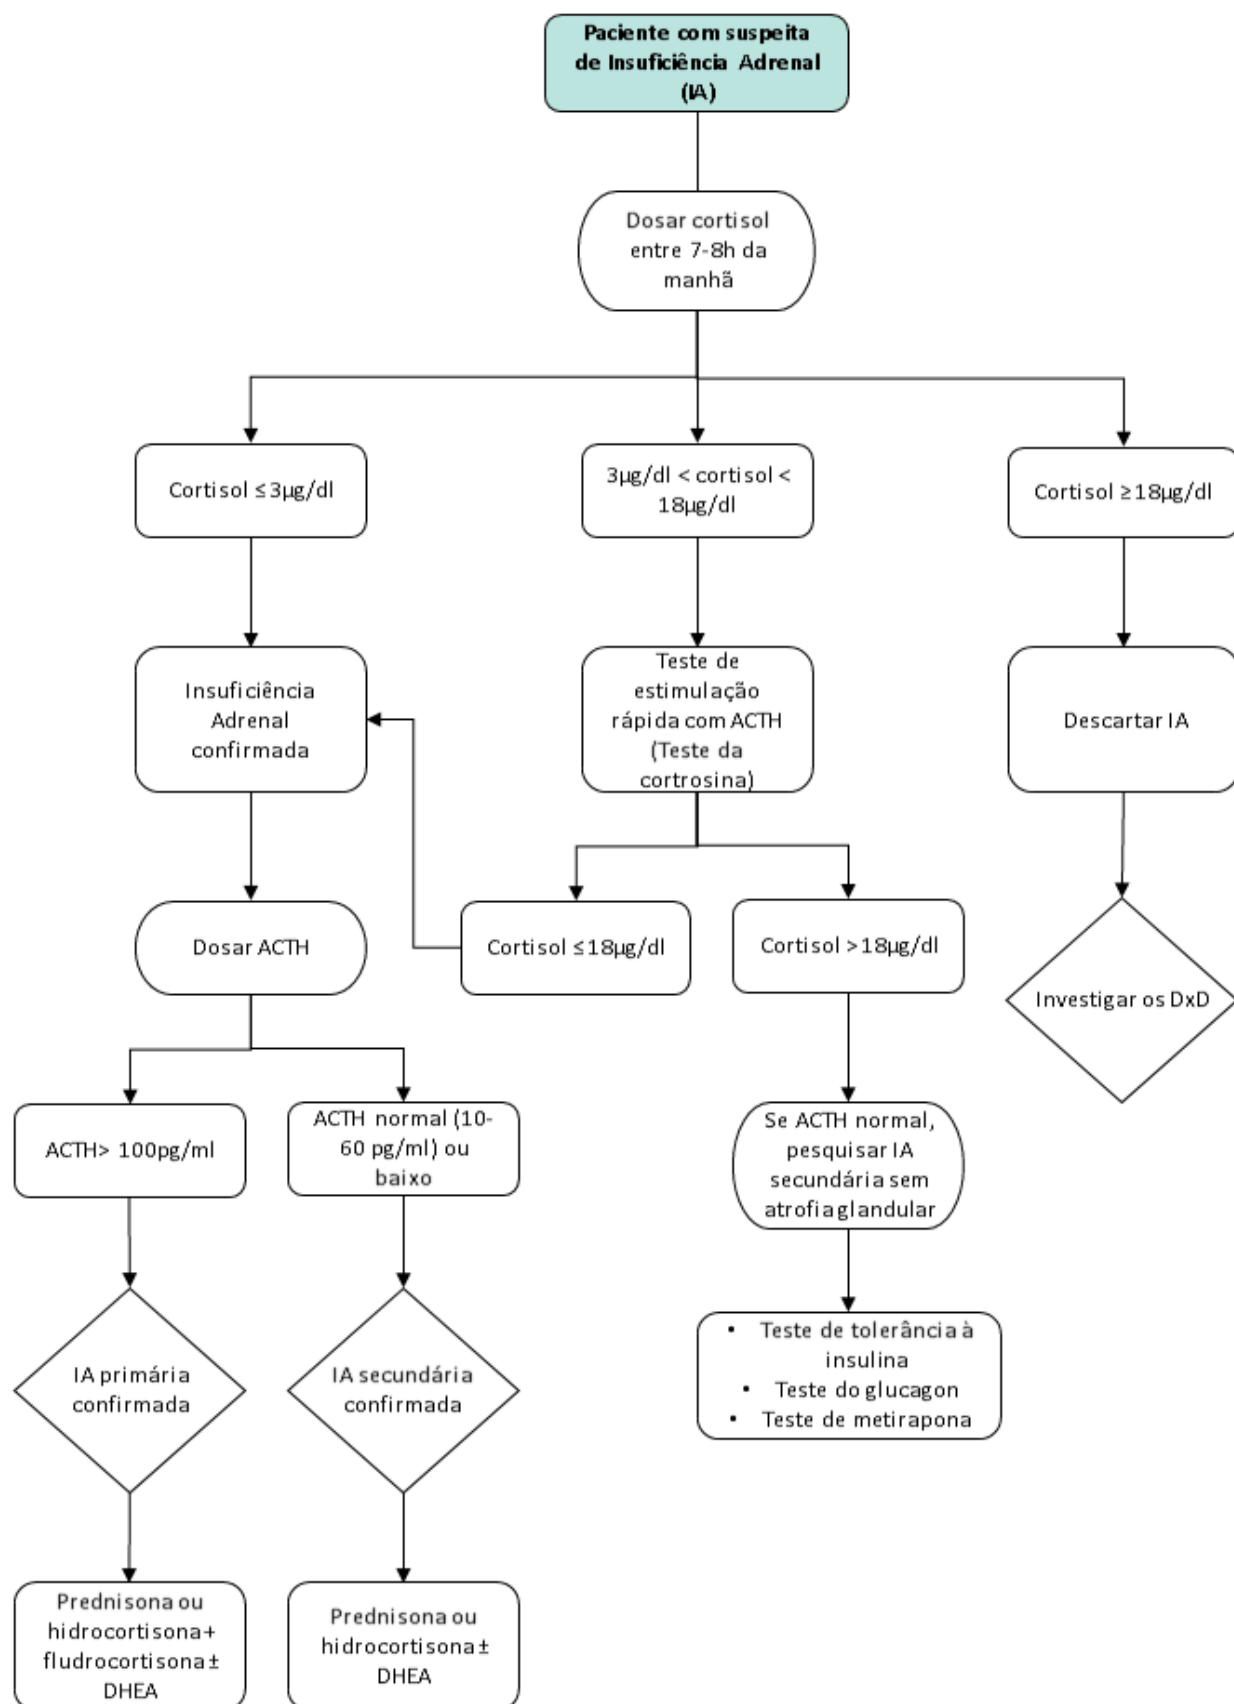 Paciente com suspeita
de Insuficiência Adrenal
(IA)
Dosar cortisol
entre 7-8h da
manhã
Cortisol ≤3µg/dl
3µg/dl < cortisol <
18µg/dl
Cortisol ≥18µg/dl
Insuficiência
Adrenal
confirmada
Teste de
estimulação
rápida com ACTH
(Teste da
cortrosina)
Descartar IA
Dosar ACTH
Cortisol ≤18µg/dl
Cortisol >18µg/dl
Investigar os DxD
ACTH> 100pg/ml
ACTH normal (10-
60 pg/ml) ou
baixo
Se ACTH normal,
pesquisar IA
secundária sem
atrofia glandular
IA primária
confirmada
IA secundária
confirmada
• Teste de tolerância à
insulina
• Teste do glucagon
• Teste de metirapona
Prednisona ou
hidrocortisona+
fludrocortisona ±
DHEA
Prednisona ou
hidrocortisona ±
DHEA